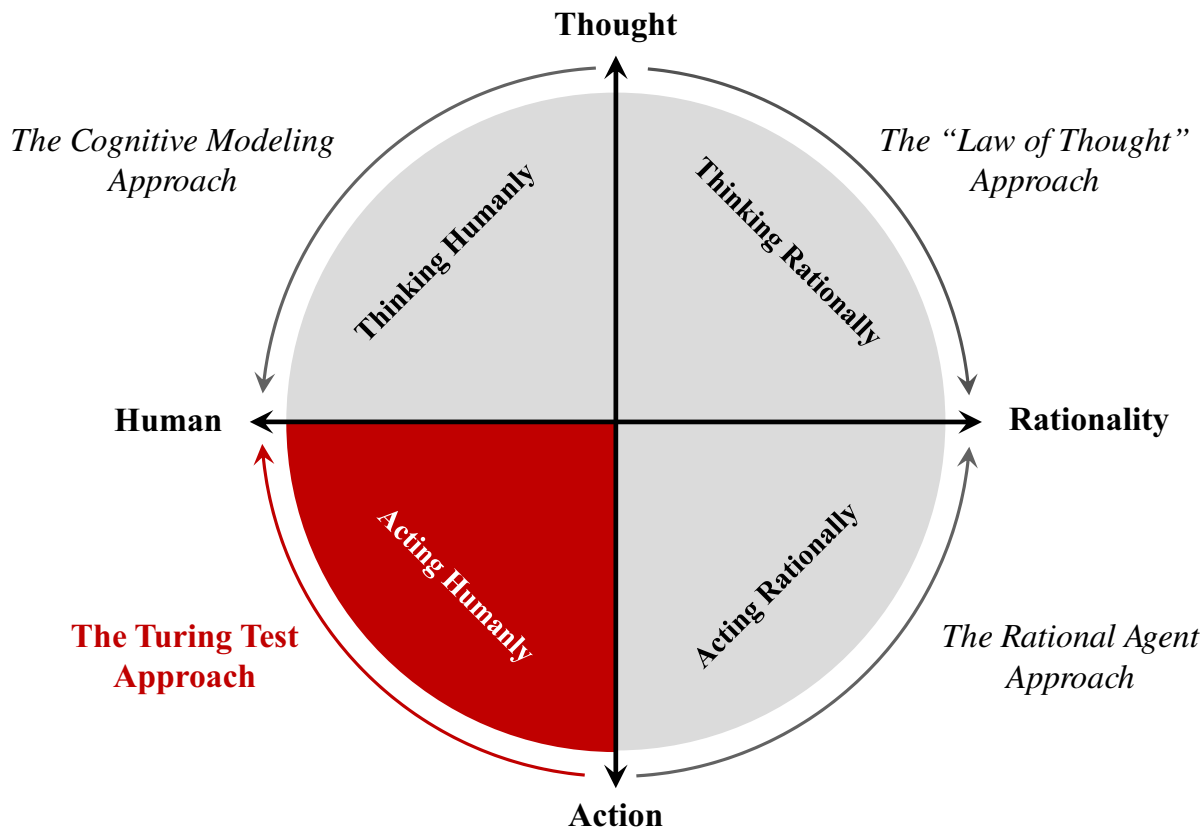 Thought
The Cognitive Modeling
Approach
The “Law of Thought”
Approach
Thinking Humanly
Thinking Rationally
Human
Rationality
Acting Humanly
Acting Rationally
The Turing Test
Approach
The Rational Agent
Approach
Action